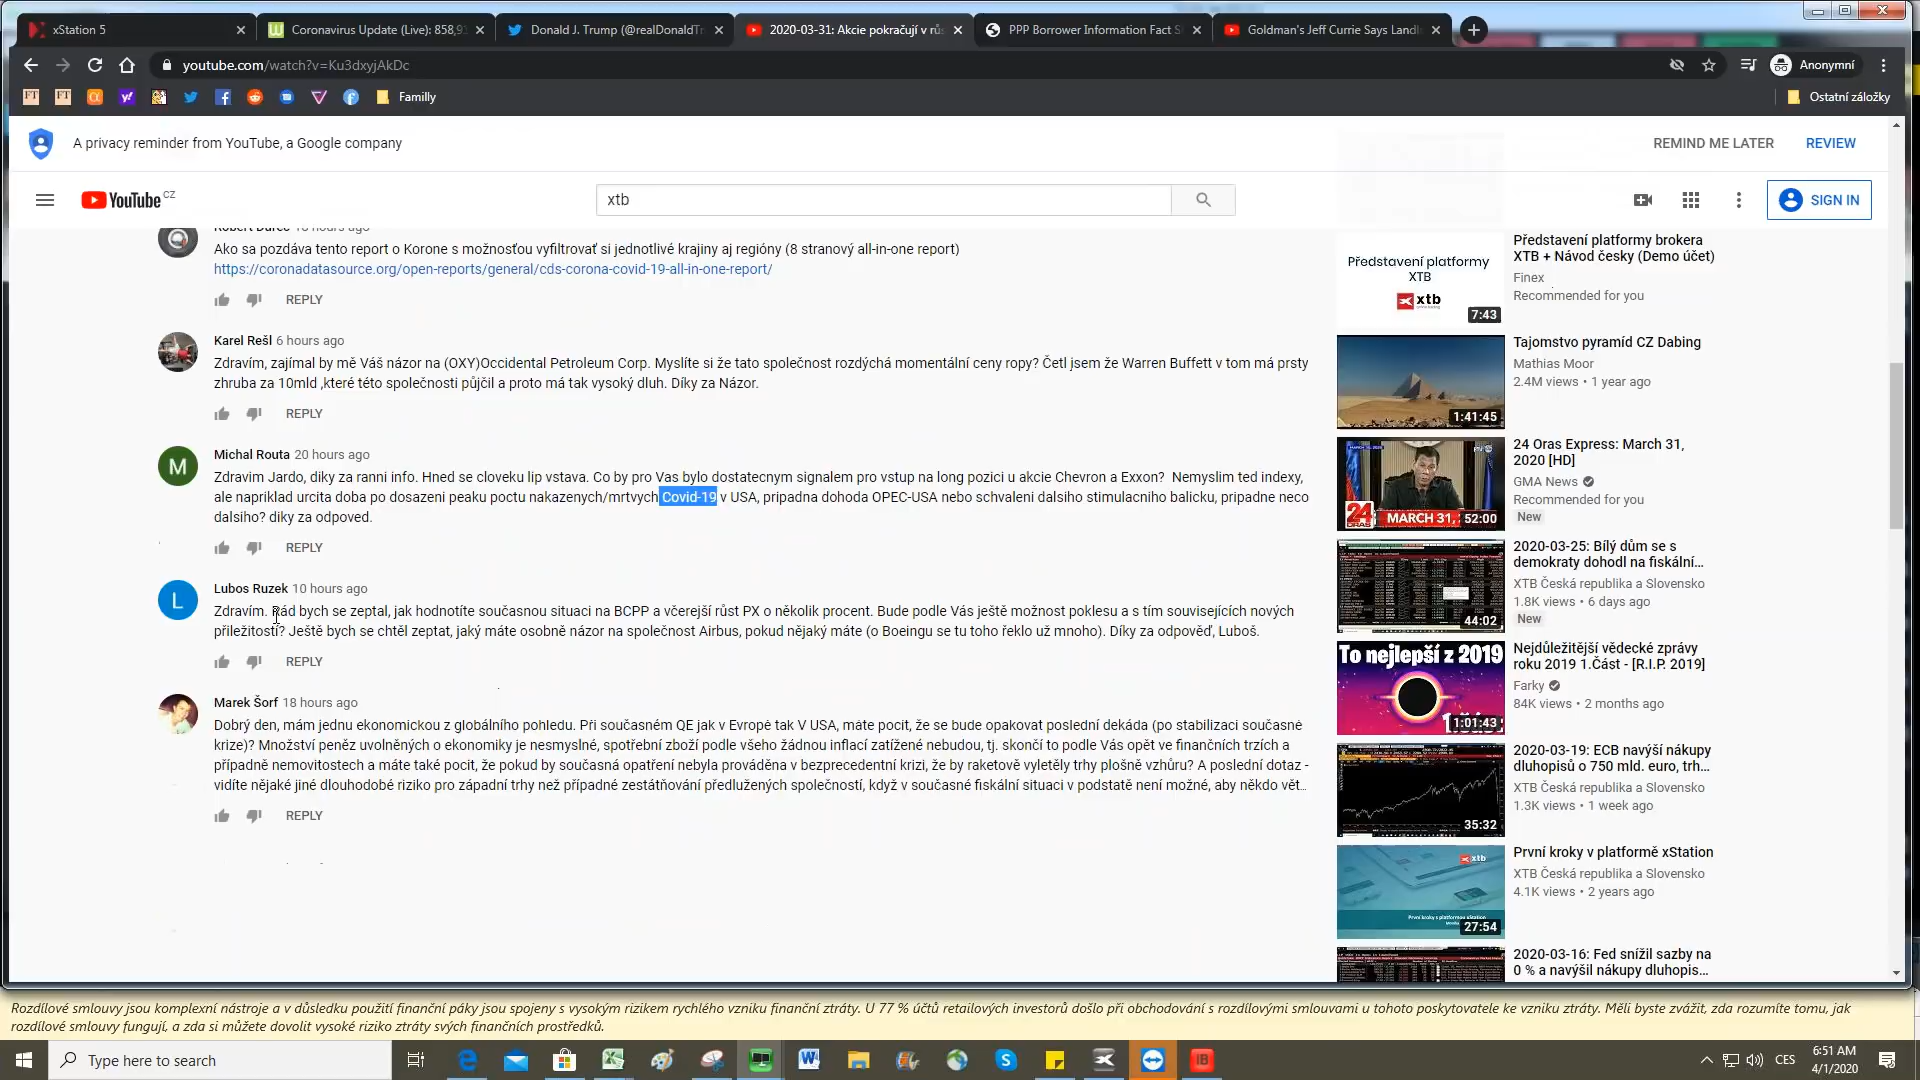 xStation 5
Coronavirus Update (Live): 858,9
Donald J. Trump (@realDonaldTr
2020-03-31: Akcie pokračují v rů
PPP Borrower Information Fact S
Goldman's Jeff Currie Says Landl
youtube.com/watch?v=Ku3dxyjAkDc
Anonymní
Familly
Ostatní záložky
A privacy reminder from YouTube, a Google company
REMIND ME LATER
REVIEW
YouTube CZ
xtb
SIGN IN
Ako sa pozdáva tento report o Korone s možnosťou vyfiltrovať si jednotlivé krajiny aj regióny (8 stranový all-in-one report)
https://coronadatasource.org/open-reports/general/cds-corona-covid-19-all-in-one-report/
REPLY
Karel Rešl 6 hours ago
Zdravím, zajímal by mě Váš názor na (OXY)Occidental Petroleum Corp. Myslíte si že tato společnost rozdýchá momentální ceny ropy? Četl jsem že Warren Buffett v tom má prsty
zhruba za 10mld ,které této společnosti půjčil a proto má tak vysoký dluh. Díky za Názor.
REPLY
M
Michal Routa 20 hours ago
Zdravim Jardo, diky za ranni info. Hned se cloveku lip vstava. Co by pro Vas bylo dostatecnym signalem pro vstup na long pozici u akcie Chevron a Exxon? Nemyslim ted indexy,
ale napriklad urcita doba po dosazeni peaku poctu nakazenych/mrtvych Covid-19 v USA, pripadna dohoda OPEC-USA nebo schvaleni dalsiho stimulacniho balicku, pripadne neco
dalsiho? diky za odpoved.
REPLY
L
Lubos Ruzek 10 hours ago
Zdravím. Rád bych se zeptal, jak hodnotíte současnou situaci na BCPP a včerejší růst PX o několik procent. Bude podle Vás ještě možnost poklesu a s tím souvisejících nových
přiležitostí? Ještě bych se chtěl zeptat, jaký máte osobně názor na společnost Airbus, pokud nějaký máte (o Boeingu se tu toho řeklo už mnoho). Díky za odpověď, Luboš.
REPLY
Marek Šorf 18 hours ago
Dobrý den, mám jednu ekonomickou z globálního pohledu. Při současném QE jak v Evropě tak V USA, máte pocit, že se bude opakovat poslední dekáda (po stabilizaci současné
krize)? Množství peněz uvolněných o ekonomiky je nesmyslné, spotřební zboží podle všeho žádnou inflací zatížené nebudou, tj. skončí to podle Vás opět ve finančních trzích a
případně nemovitostech a máte také pocit, že pokud by současná opatření nebyla prováděna v bezprecedentní krizi, že by raketově vyletěly trhy plošně vzhůru? A poslední dotaz -
vidíte nějaké jiné dlouhodobé riziko pro západní trhy než případné zestátňování předlužených společností, když v současné fiskální situaci v podstatě není možné, aby někdo vět...
REPLY
Představení platformy
XTB
xtb
7:43
Představení platformy brokera
XTB + Návod česky (Demo účet)
Finex
Recommended for you
1:41:45
Tajomstvo pyramíd CZ Dabing
Mathias Moor
2.4M views • 1 year ago
24
ORAS
MARCH 31,
52:00
24 Oras Express: March 31,
2020 [HD]
GMA News
Recommended for you
New
44:02
2020-03-25: Bílý dům se s
demokraty dohodl na fiskální...
XTB Česká republika a Slovensko
1.8K views • 6 days ago
New
To nejlepší z 2019
1:01:43
Nejdůležitější vědecké zprávy
roku 2019 1.Část - [R.I.P. 2019]
Farky
84K views • 2 months ago
35:32
2020-03-19: ECB navýší nákupy
dluhopisů o 750 mld. euro, trh...
XTB Česká republika a Slovensko
1.3K views • 1 week ago
xtb
První kroky s platformou xStation
27:54
První kroky v platformě xStation
XTB Česká republika a Slovensko
4.1K views • 2 years ago
2020-03-16: Fed snížil sazby na
0 % a navýšil nákupy dluhopis...
Rozdílové smlouvy jsou komplexní nástroje a v důsledku použití finanční páky jsou spojeny s vysokým rizikem rychlého vzniku finanční ztráty. U 77 % účtů retailových investorů došlo při obchodování s rozdílovými smlouvami u tohoto poskytovatele ke vzniku ztráty. Měli byste zvážit, zda rozumíte tomu, jak
rozdílové smlouvy fungují, a zda si můžete dovolit vysoké riziko ztráty svých finančních prostředků.
Type here to search
CES
6:51 AM
4/1/2020